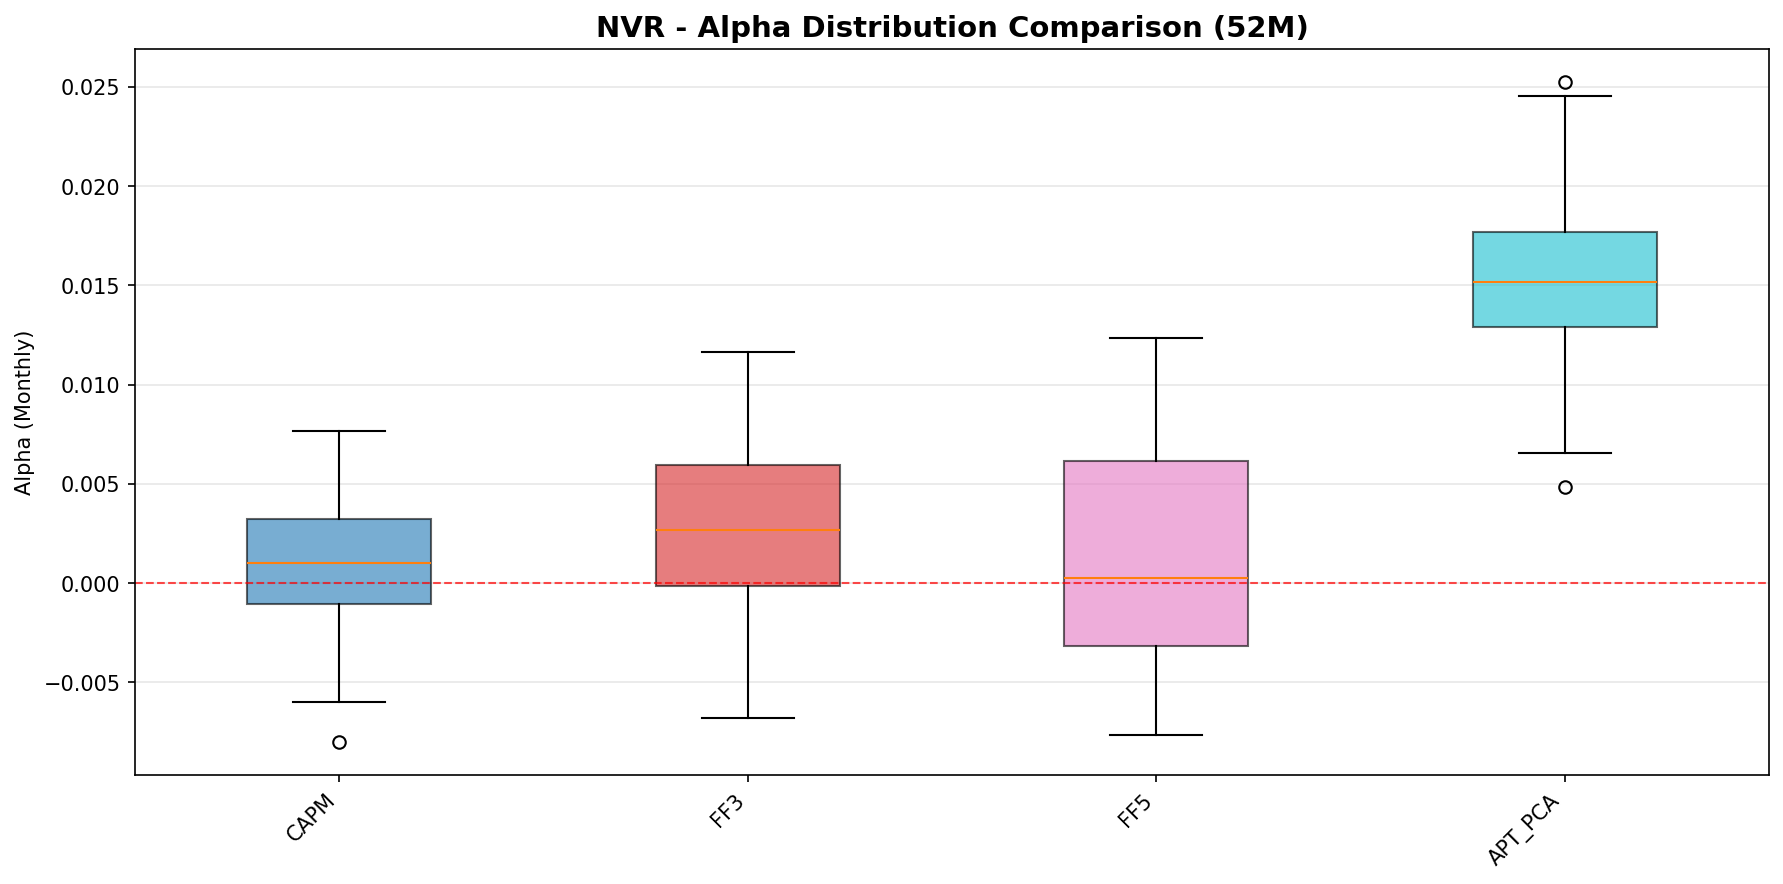 NVR - Alpha Distribution Comparison (52M)
Alpha (Monthly)
0.025
0.020
0.015
0.010
0.005
0.000
−0.005
CAPM
FF3
FF5
APT_PCA